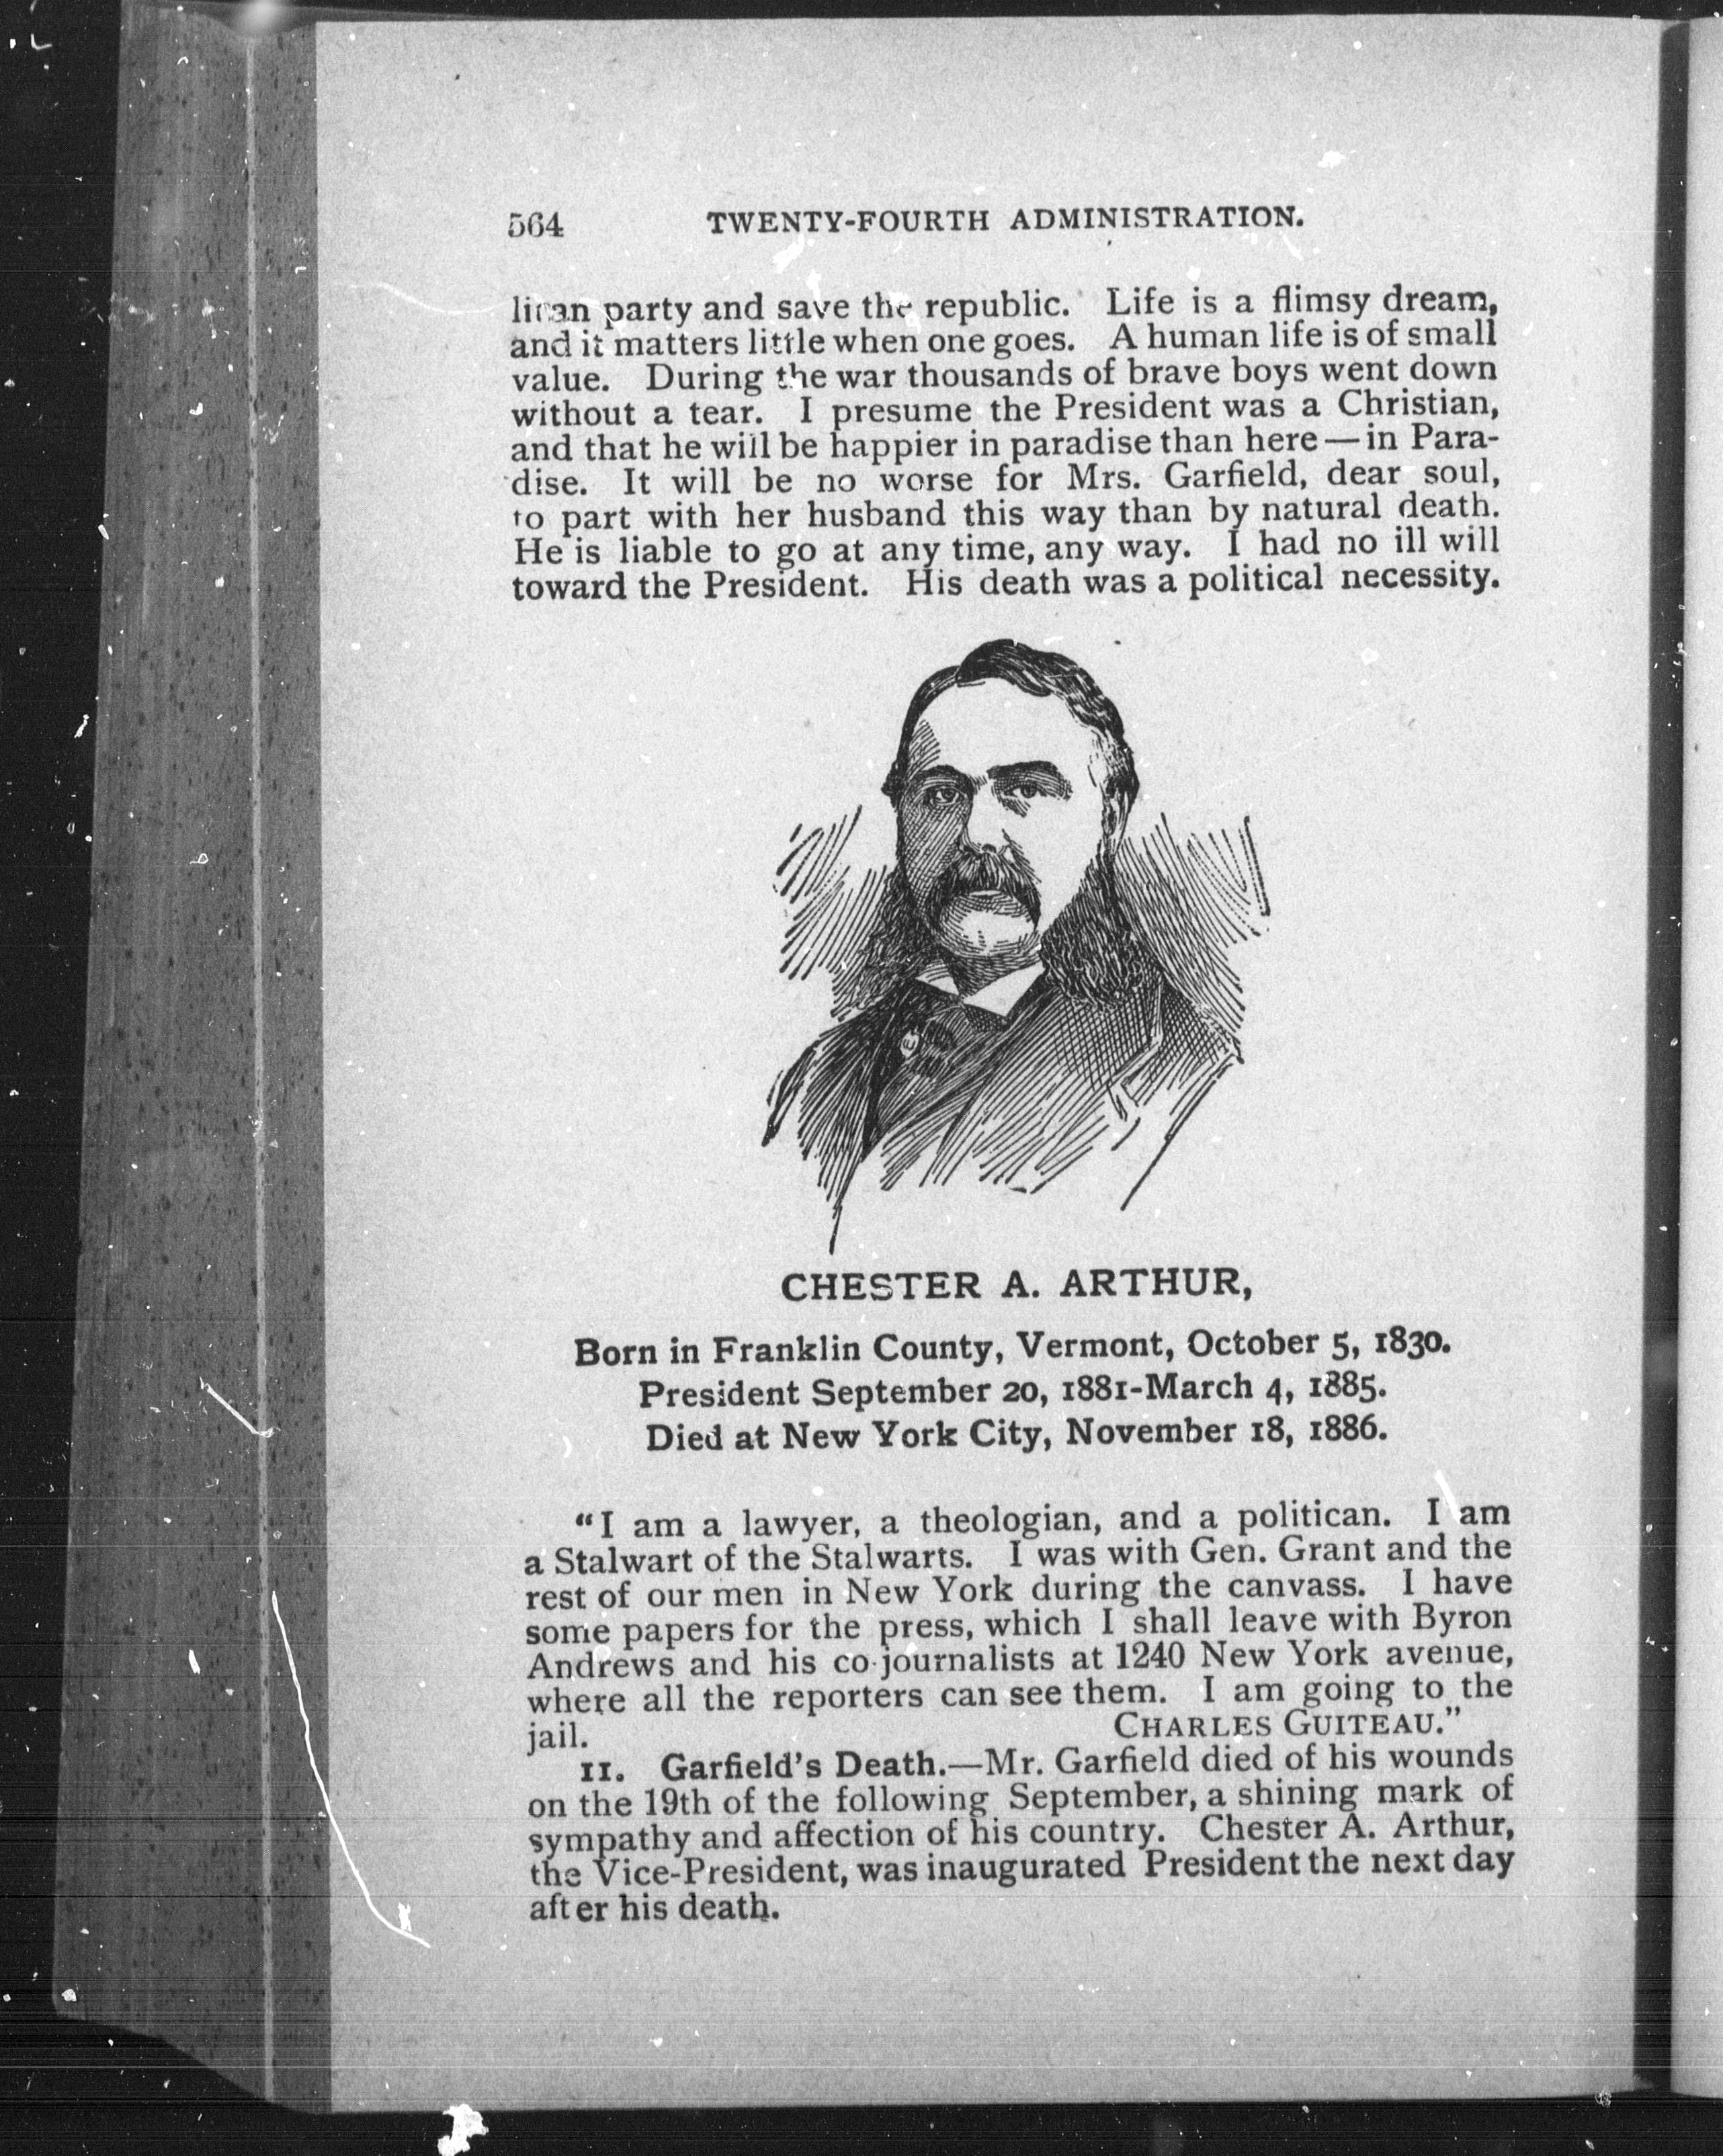 564 TWENTY-FOURTH ADMINISTRATION.
lican party and save the republic. Life is a flimsy dream,
and it matters little when one goes. A human life is of small
value. During the war thousands of brave boys went down
without a tear. I presume the President was a Christian,
and that he will be happier in paradise than here—in Para-
dise. It will be no worse for Mrs. Garfield, dear soul,
to part with her husband this way than by natural death.
He is liable to go at any time, any way. I had no ill will
toward the President. His death was a political necessity.
CHESTER A. ARTHUR,
Born in Franklin County, Vermont, October 5, 1830.
President September 20, 1881-March 4, 1885.
Died at New York City, November 18, 1886.
"I am a lawyer, a theologian, and a politican. I am
a Stalwart of the Stalwarts. I was with Gen. Grant and the
rest of our men in New York during the canvass. I have
some papers for the press, which I shall leave with Byron
Andrews and his co-journalists at 1240 New York avenue,
where all the reporters can see them. I am going to the
jail. CHARLES GUITEAU."
11. Garfield's Death.—Mr. Garfield died of his wounds
on the 19th of the following September, a shining mark of
sympathy and affection of his country. Chester A. Arthur,
the Vice-President, was inaugurated President the next day
after his death.